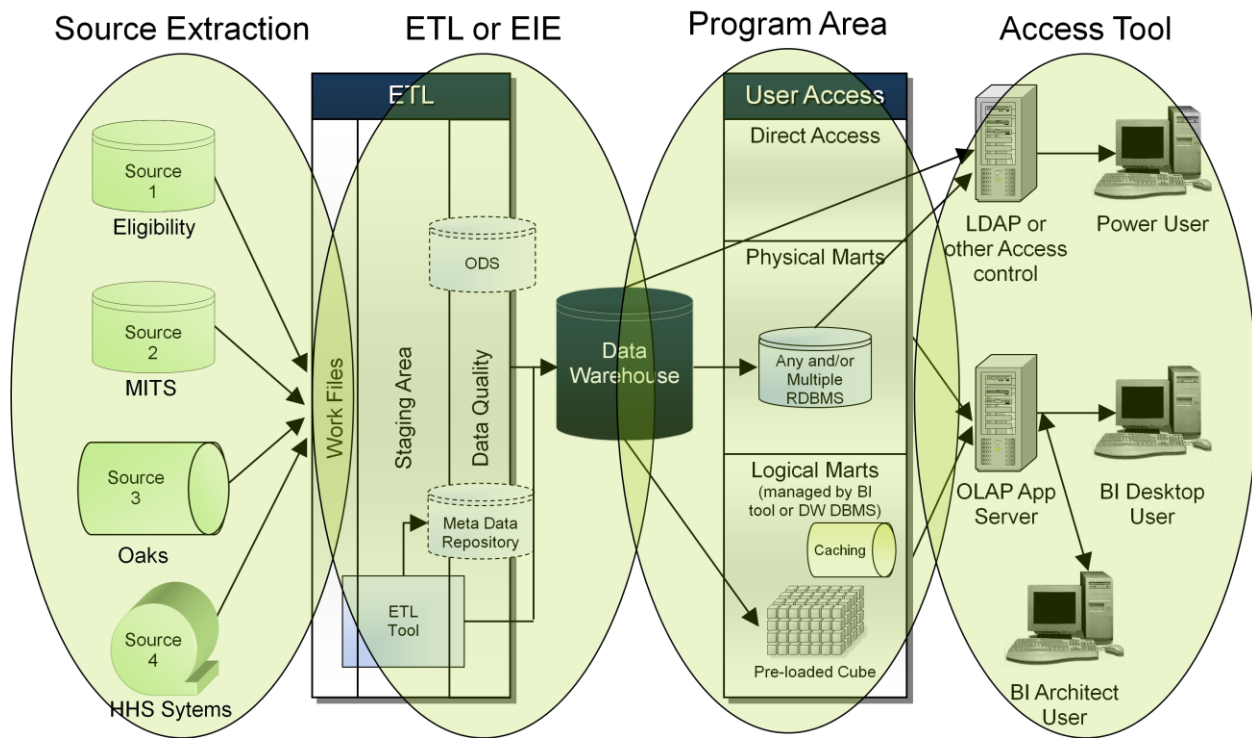 Source Extraction
ETL or EIE
Program Area
Access Tool
Source
1
Eligibility
Source
2
MITS
Source
3
Oaks
Source
4
HHS Sytems
ETL
Work Files
Staging Area
Data Quality
ODS
Meta Data
Repository
ETL
Tool
Data
Warehouse
User Access
Direct Access
Physical Marts
Any and/or
Multiple
RDBMS
Logical Marts
(managed by BI
tool or DW DBMS)
Caching
Pre-loaded Cube
LDAP or
other Access
control
Power User
OLAP App
Server
BI Desktop
User
BI Architect
User